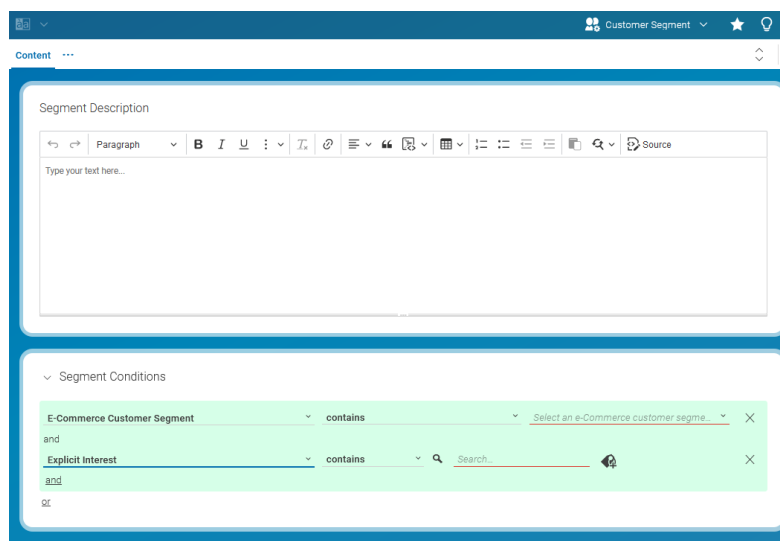 Customer Segment
Content ...
Segment Description
Paragraph B I U Source
Type your text here...
Segment Conditions
E-Commerce Customer Segment contains Select an e-Commerce customer segme...
and
Explicit Interest contains Search...
and
or